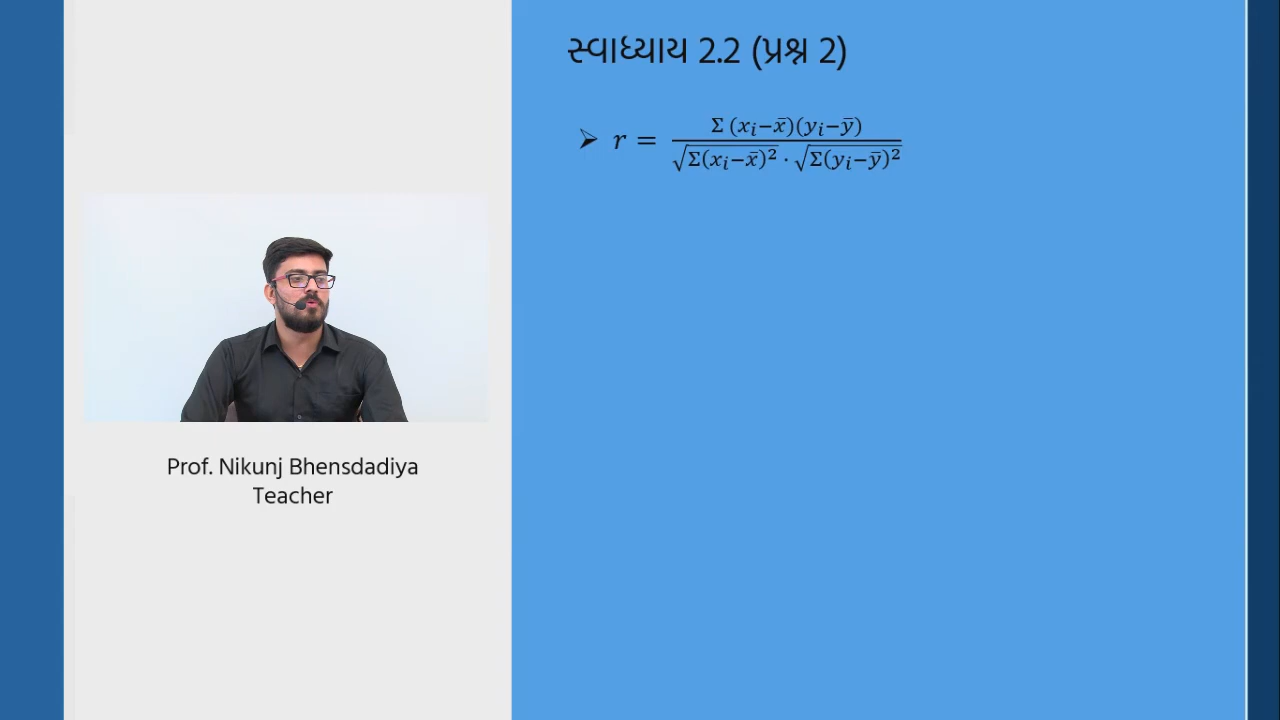 સ્વાધ્યાય 2.2 (પ્રશ્ન 2)
➢ r = Σ (xᵢ−x̄)(yᵢ−ȳ) / √Σ(xᵢ−x̄)² · √Σ(yᵢ−ȳ)²
Prof. Nikunj Bhensdadiya
Teacher